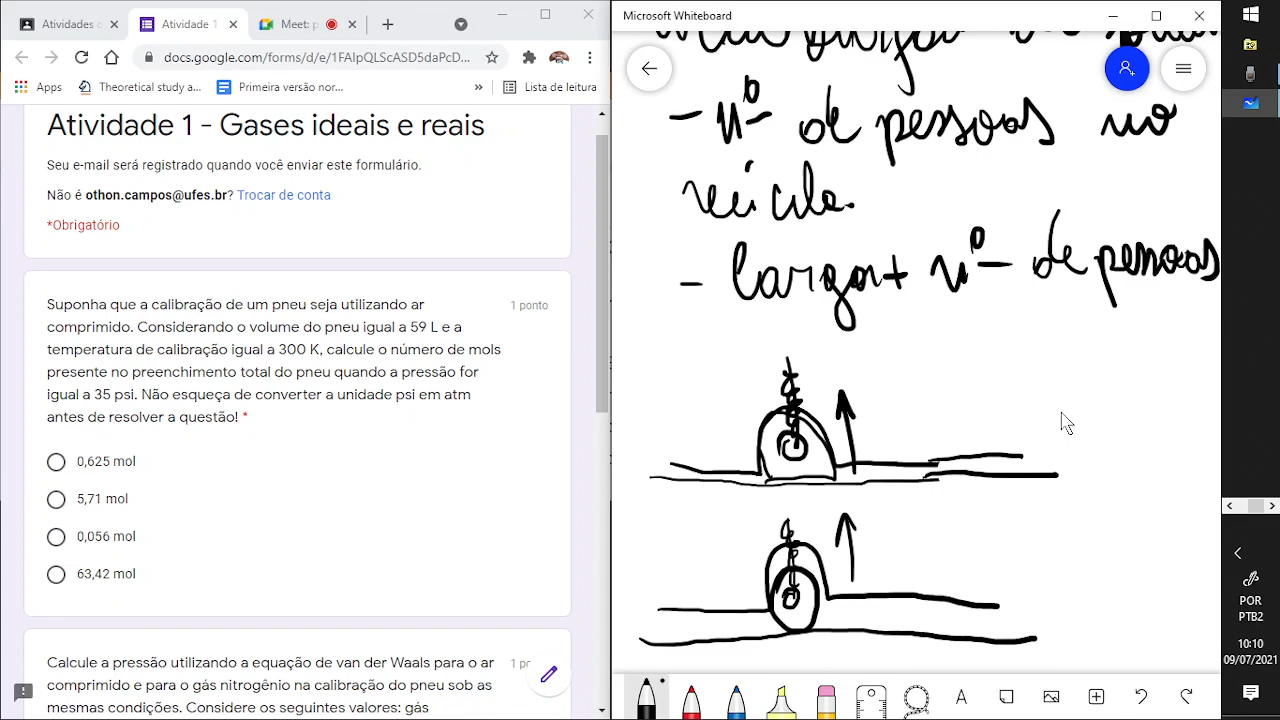 Atividades c
Atividade 1
Meet: p
docs.google.com/forms/d/e/1FAIpQLScASD5da8cD...
Apps
Theoretical study a...
Primeira versãomor...
»
Lista de leitura
Atividade 1 - Gases ideais e reais
Seu e-mail será registrado quando você enviar este formulário.
Não é othon.campos@ufes.br? Trocar de conta
*Obrigatório
Suponha que a calibração de um pneu seja utilizando ar
1 ponto
comprimido. Considerando o volume do pneu igual a 59 L e a
temperatura de calibração igual a 300 K, calcule o número de mols
presente no preenchimento total do pneu quando a pressão for
igual a 35 psi. Não esqueça de converter a unidade psi em atm
antes de resolver a questão! *
0,625 mol
5,71 mol
0,056 mol
63,42 mol
Calcule a pressão utilizando a equação de van der Waals para o ar
comprimido e para o gás nitrogênio na calibração do pneu sob as
mesmas condições. Considere os seguintes valores: gás
Microsoft Whiteboard
- nº de pessoas no
veículo.
- Carga + nº de pessoas
POR
PTB2
10:10
09/07/2021